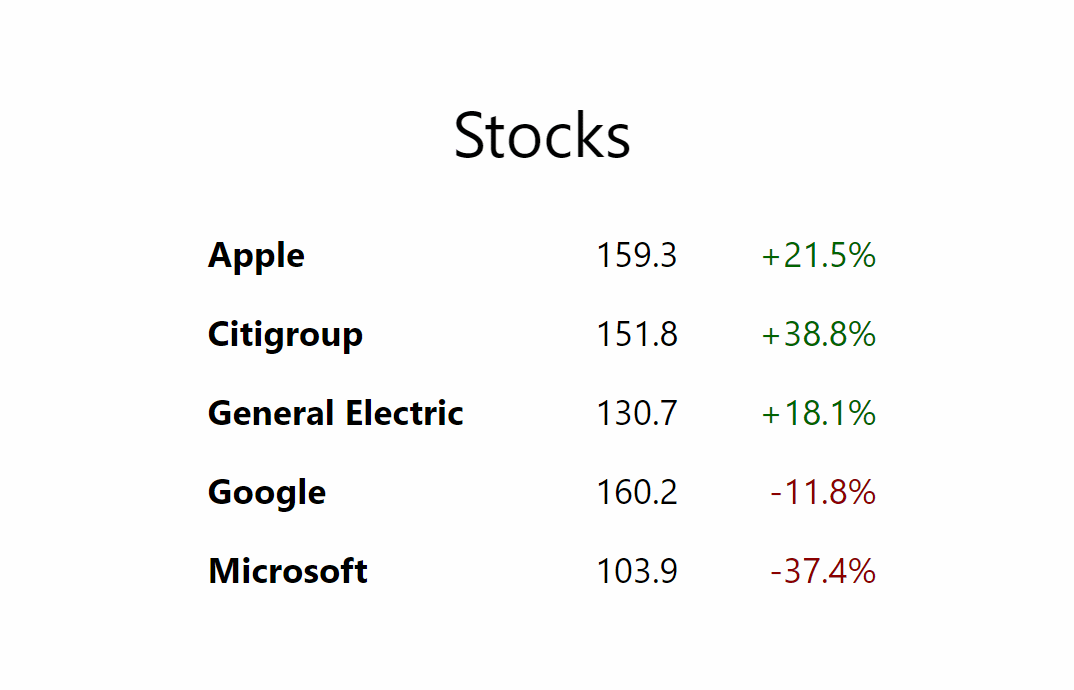 Stocks
Apple 159.3 +21.5%
Citigroup 151.8 +38.8%
General Electric 130.7 +18.1%
Google 160.2 -11.8%
Microsoft 103.9 -37.4%